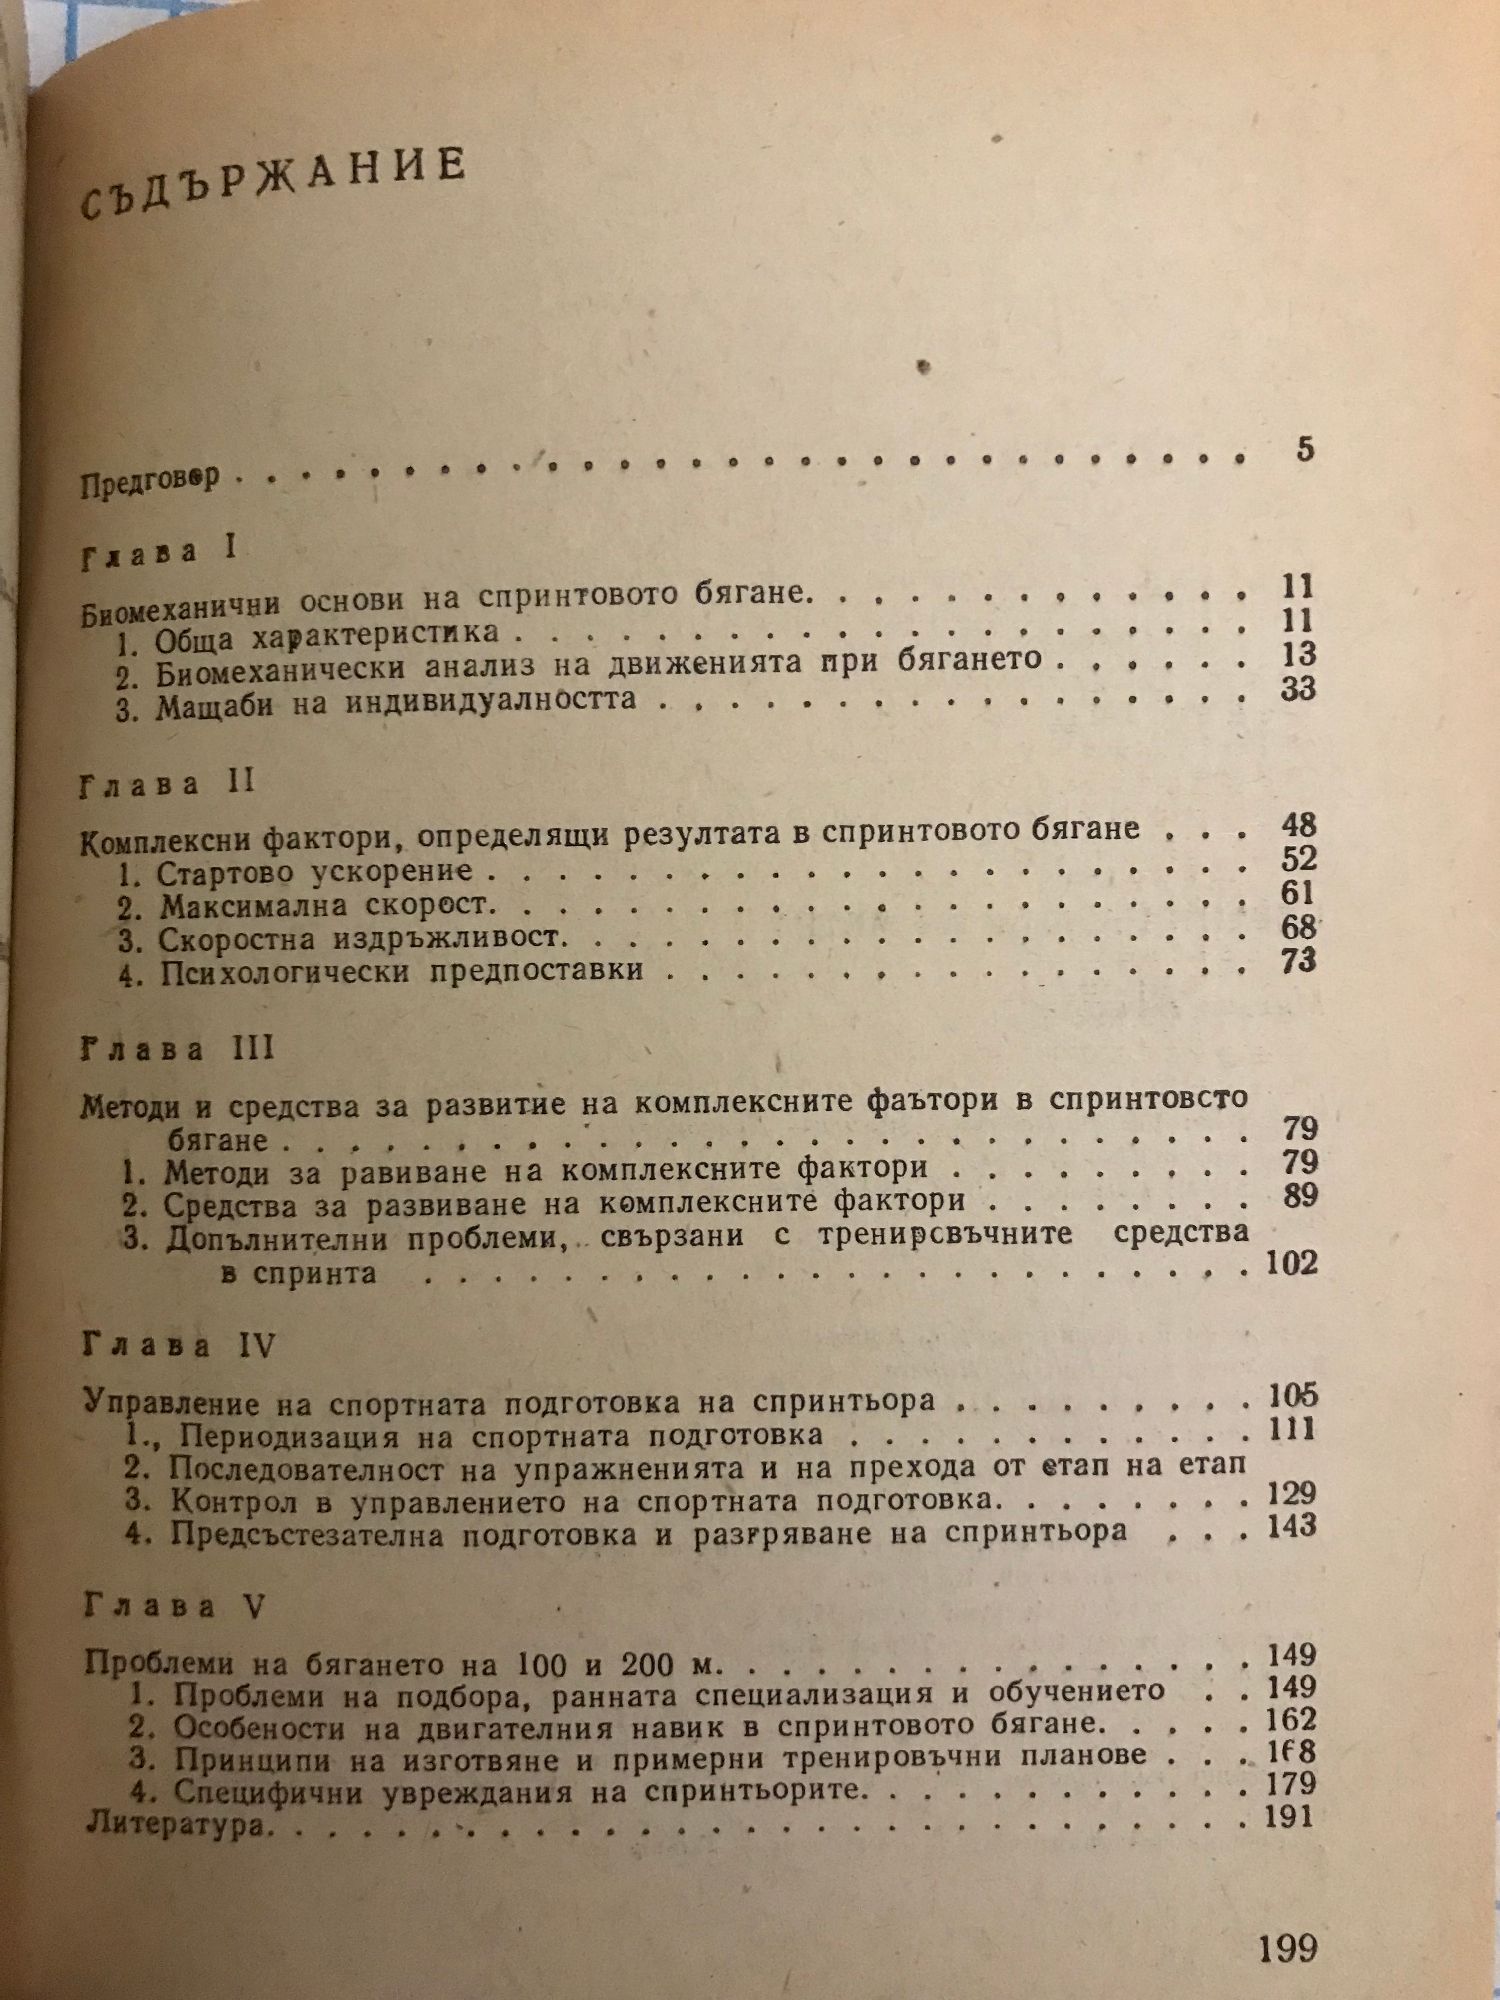 СЪДЪРЖАНИЕ
Предговор . . . . . . . . . . . . . . . . . . . . . . . . . . . . . 5
Глава I
Биомеханични основи на спринтовото бягане. . . . . . . . . . . . . 11
1. Обща характеристика . . . . . . . . . . . . . . . . . . . . . 11
2. Биомеханически анализ на движенията при бягането . . . . . . 13
3. Мащаби на индивидуалността . . . . . . . . . . . . . . . . . 33
Глава II
Комплексни фактори, определящи резултата в спринтовото бягане . . . 48
1. Стартово ускорение . . . . . . . . . . . . . . . . . . . . . . 52
2. Максимална скорост. . . . . . . . . . . . . . . . . . . . . . 61
3. Скоростна издръжливост. . . . . . . . . . . . . . . . . . . . 68
4. Психологически предпоставки . . . . . . . . . . . . . . . . . 73
Глава III
Методи и средства за развитие на комплексните фаътори в спринтовсто
бягане . . . . . . . . . . . . . . . . . . . . . . . . . . . . 79
1. Методи за равиване на комплексните фактори . . . . . . . . . 79
2. Средства за развиване на комплексните фактори . . . . . . . . 89
3. Допълнителни проблеми, свързани с тренирсвъчните средства
в спринта . . . . . . . . . . . . . . . . . . . . . . . . 102
Глава IV
Управление на спортната подготовка на спринтьора . . . . . . . . . 105
1., Периодизация на спортната подготовка . . . . . . . . . . . . 111
2. Последователност на упражненията и на прехода от етап на етап
3. Контрол в управлението на спортната подготовка. . . . . . . . 129
4. Предсъстезателна подготовка и разгряване на спринтьора . . . 143
Глава V
Проблеми на бягането на 100 и 200 м. . . . . . . . . . . . . . . . 149
1. Проблеми на подбора, ранната специализация и обучението . . 149
2. Особености на двигателния навик в спринтовото бягане. . . . . 162
3. Принципи на изготвяне и примерни тренировъчни планове . . . 168
4. Специфични увреждания на спринтьорите. . . . . . . . . . . . 179
Литература. . . . . . . . . . . . . . . . . . . . . . . . . . . . . 191
199